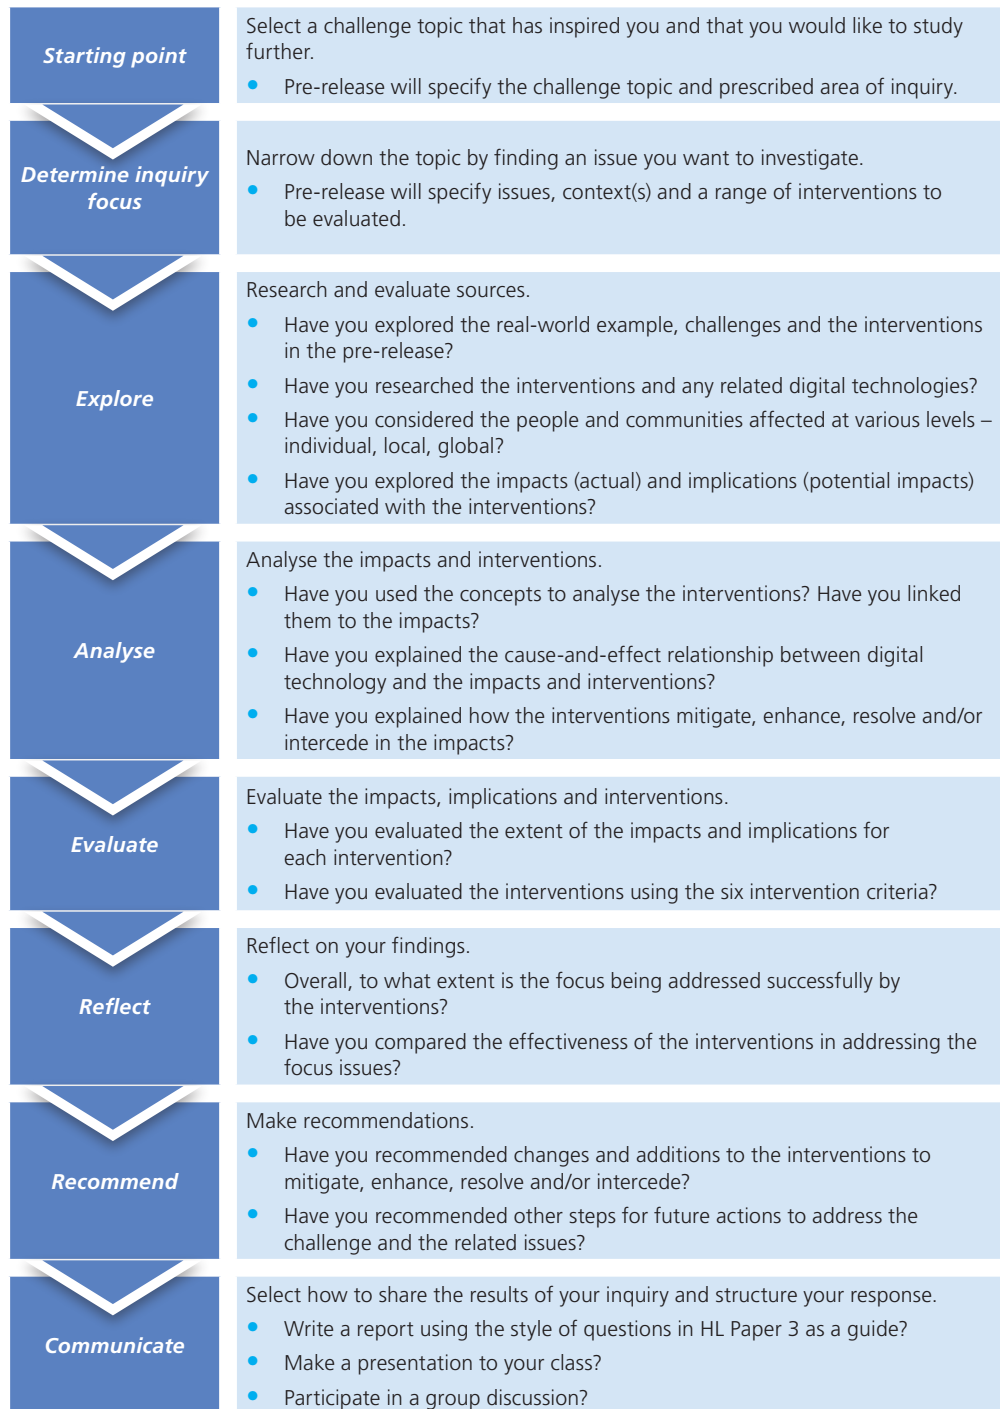 Starting point
Select a challenge topic that has inspired you and that you would like to study
further.
• Pre-release will specify the challenge topic and prescribed area of inquiry.
Determine inquiry
focus
Narrow down the topic by finding an issue you want to investigate.
• Pre-release will specify issues, context(s) and a range of interventions to
be evaluated.
Explore
Research and evaluate sources.
• Have you explored the real-world example, challenges and the interventions
in the pre-release?
• Have you researched the interventions and any related digital technologies?
• Have you considered the people and communities affected at various levels –
individual, local, global?
• Have you explored the impacts (actual) and implications (potential impacts)
associated with the interventions?
Analyse
Analyse the impacts and interventions.
• Have you used the concepts to analyse the interventions? Have you linked
them to the impacts?
• Have you explained the cause-and-effect relationship between digital
technology and the impacts and interventions?
• Have you explained how the interventions mitigate, enhance, resolve and/or
intercede in the impacts?
Evaluate
Evaluate the impacts, implications and interventions.
• Have you evaluated the extent of the impacts and implications for
each intervention?
• Have you evaluated the interventions using the six intervention criteria?
Reflect
Reflect on your findings.
• Overall, to what extent is the focus being addressed successfully by
the interventions?
• Have you compared the effectiveness of the interventions in addressing the
focus issues?
Recommend
Make recommendations.
• Have you recommended changes and additions to the interventions to
mitigate, enhance, resolve and/or intercede?
• Have you recommended other steps for future actions to address the
challenge and the related issues?
Communicate
Select how to share the results of your inquiry and structure your response.
• Write a report using the style of questions in HL Paper 3 as a guide?
• Make a presentation to your class?
• Participate in a group discussion?